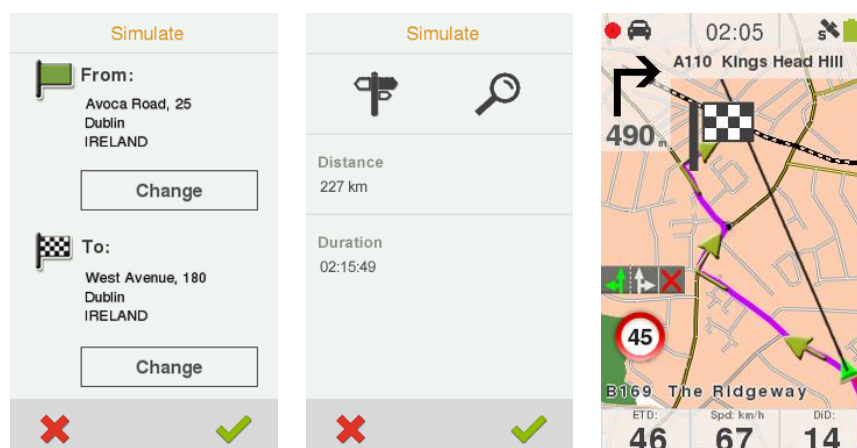 Simulate
From:
Avoca Road, 25
Dublin
IRELAND
Change
To:
West Avenue, 180
Dublin
IRELAND
Change
Simulate
Distance
227 km
Duration
02:15:49
02:05
S
A110 Kings Head Hill
490 m
45
B169 The Ridgeway
ETD: Spd: km/h DiD:
46 67 14